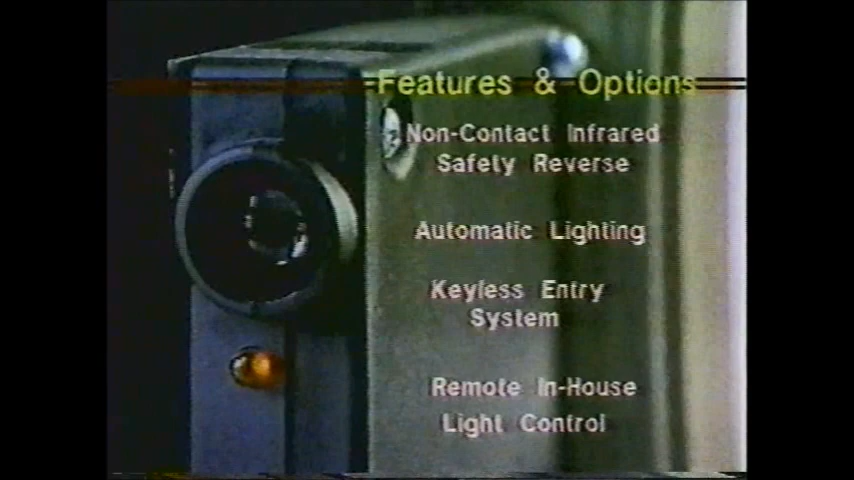 Features & Options
Non-Contact Infrared
Safety Reverse
Automatic Lighting
Keyless Entry
System
Remote In-House
Light Control